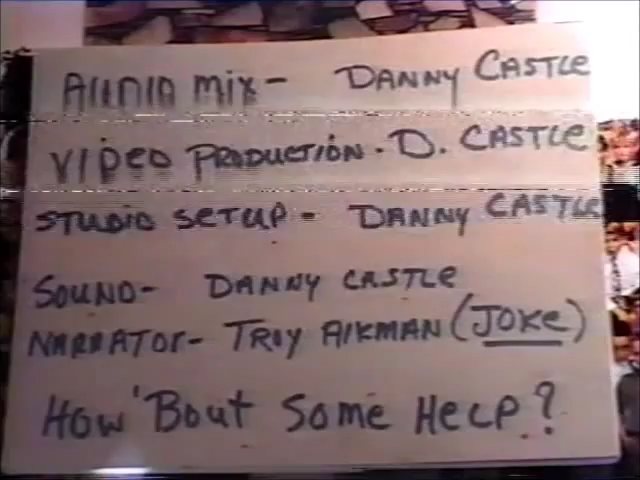 AUDIO MIX - DANNY CASTLE
VIDEO PRODUCTION - D. CASTLE
STUDIO SETUP - DANNY CASTLE
SOUND - DANNY CASTLE
NARRATOR - TROY AIKMAN (JOKE)
HOW 'BOUT SOME HELP?